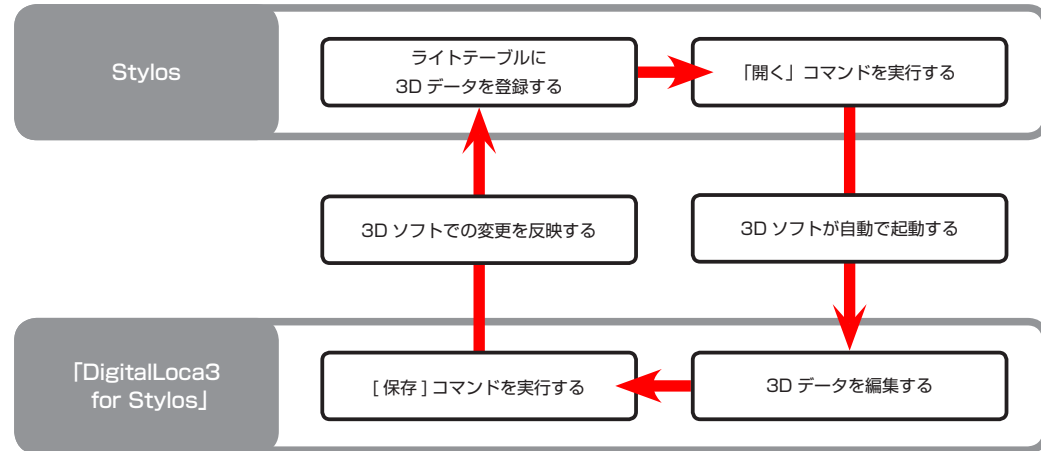 Stylos
ライトテーブルに
3D データを登録する
「開く」コマンドを実行する
3D ソフトでの変更を反映する
3D ソフトが自動で起動する
「DigitalLoca3
for Stylos」
[ 保存 ] コマンドを実行する
3D データを編集する